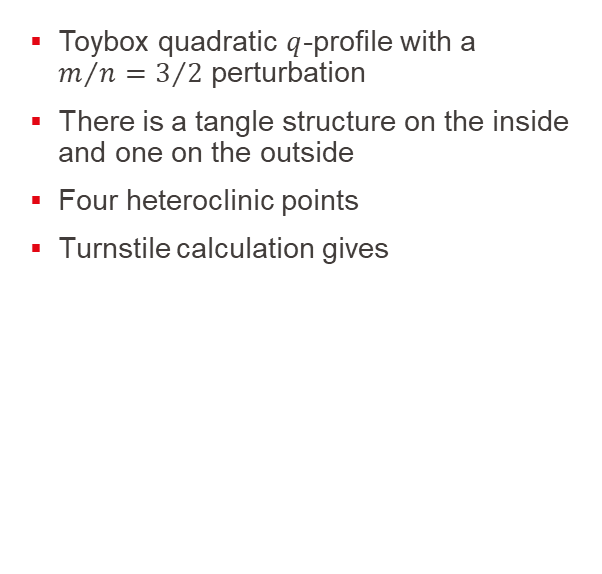 ▪ Toybox quadratic q-profile with a
m/n = 3/2 perturbation
▪ There is a tangle structure on the inside
and one on the outside
▪ Four heteroclinic points
▪ Turnstile calculation gives